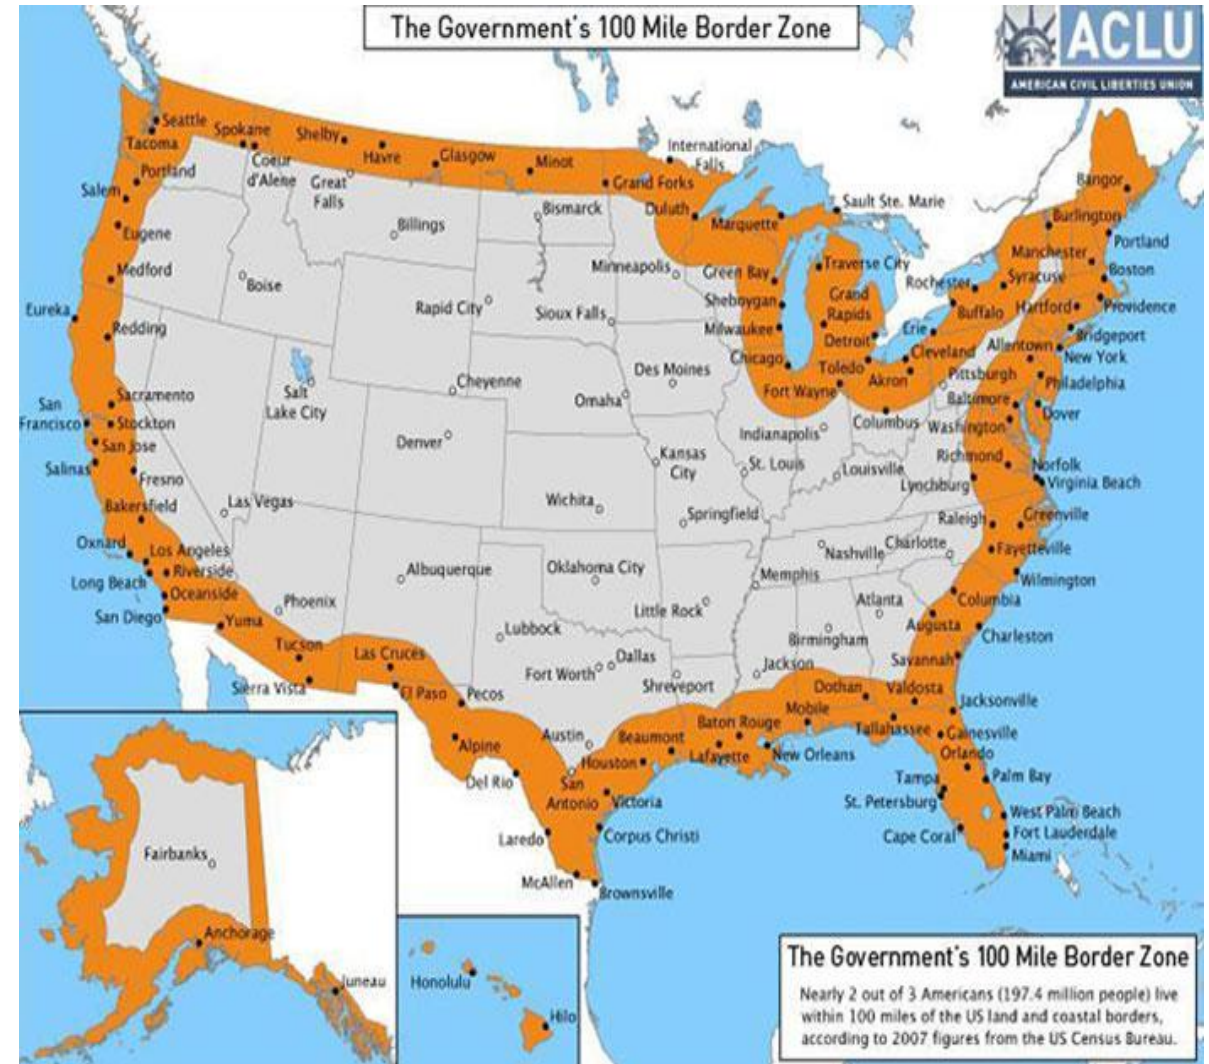 The Government's 100 Mile Border Zone
ACLU
AMERICAN CIVIL LIBERTIES UNION
Seattle
Tacoma
Spokane
Coeur
d'Alene
Shelby
Havre
Great
Falls
Glasgow
Minot
Grand Forks
International
Falls
Duluth
Marquette
Sault Ste. Marie
Bangor
Burlington
Portland
Salem
Eugene
Medford
Eureka
Redding
Boise
Billings
Bismarck
Rapid City
Sioux Falls
Minneapolis
Green Bay
Sheboygan
Milwaukee
Chicago
Traverse City
Grand
Rapids
Detroit
Toledo
Fort Wayne
Akron
Cleveland
Erie
Buffalo
Rochester
Syracuse
Manchester
Portland
Boston
Hartford
Providence
Bridgeport
New York
Allentown
Pittsburgh
Philadelphia
Baltimore
Dover
Washington
Columbus
Indianapolis
Des Moines
Omaha
Cheyenne
Salt
Lake City
Denver
Sacramento
San
Francisco
Stockton
San Jose
Salinas
Fresno
Bakersfield
Las Vegas
Oxnard
Los Angeles
Long Beach
Riverside
Oceanside
San Diego
Yuma
Phoenix
Tucson
Sierra Vista
Albuquerque
Las Cruces
El Paso
Pecos
Alpine
Del Rio
Lubbock
Wichita
Oklahoma City
Kansas
City
St. Louis
Springfield
Louisville
Richmond
Norfolk
Virginia Beach
Lynchburg
Raleigh
Greenville
Fayetteville
Charlotte
Wilmington
Nashville
Memphis
Little Rock
Atlanta
Birmingham
Columbia
Augusta
Charleston
Savannah
Fort Worth
Dallas
Shreveport
Jackson
Dothan
Valdosta
Jacksonville
Mobile
Tallahassee
Gainesville
Orlando
Baton Rouge
Lafayette
New Orleans
Beaumont
Houston
Austin
San
Antonio
Victoria
Corpus Christi
Laredo
McAllen
Brownsville
Tampa
St. Petersburg
Palm Bay
Cape Coral
West Palm Beach
Fort Lauderdale
Miami
Fairbanks
Anchorage
Juneau
Honolulu
Hilo
The Government's 100 Mile Border Zone
Nearly 2 out of 3 Americans (197.4 million people) live
within 100 miles of the US land and coastal borders,
according to 2007 figures from the US Census Bureau.